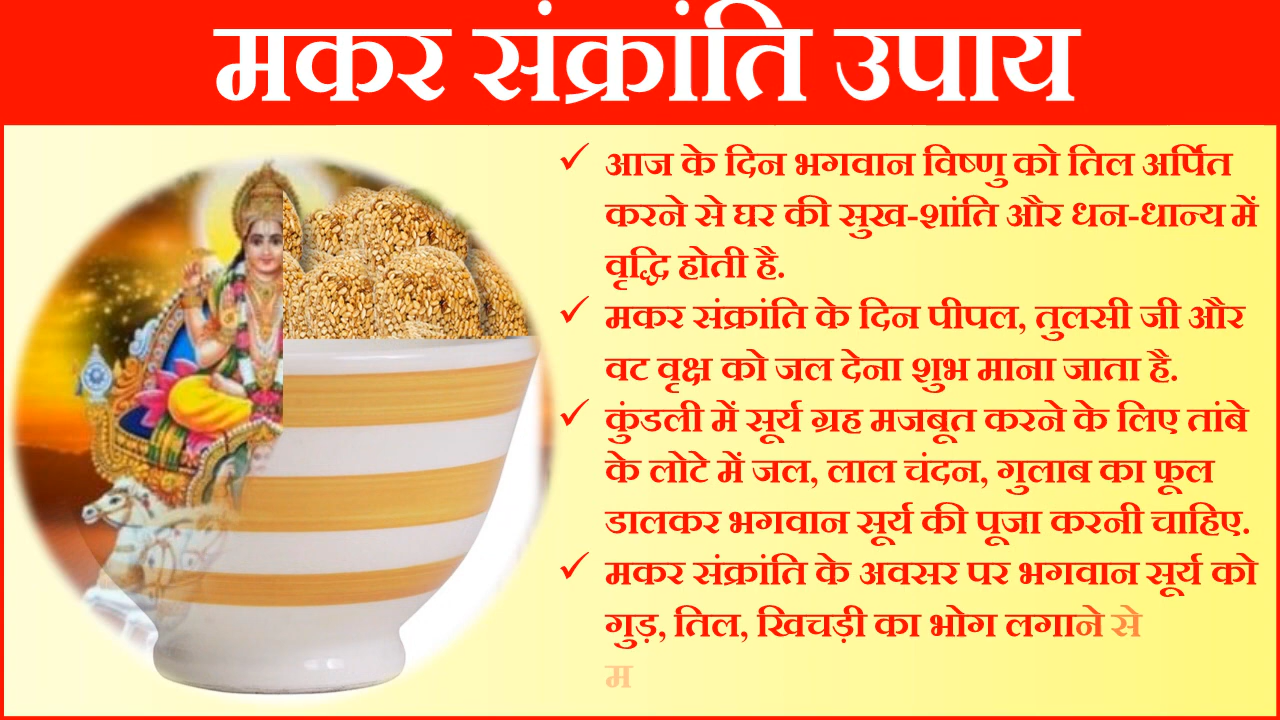 मकर संक्रांति उपाय
आज के दिन भगवान विष्णु को तिल अर्पित
करने से घर की सुख-शांति और धन-धान्य में
वृद्धि होती है.
मकर संक्रांति के दिन पीपल, तुलसी जी और
वट वृक्ष को जल देना शुभ माना जाता है.
कुंडली में सूर्य ग्रह मजबूत करने के लिए तांबे
के लोटे में जल, लाल चंदन, गुलाब का फूल
डालकर भगवान सूर्य की पूजा करनी चाहिए.
मकर संक्रांति के अवसर पर भगवान सूर्य को
गुड़, तिल, खिचड़ी का भोग लगाने से
म